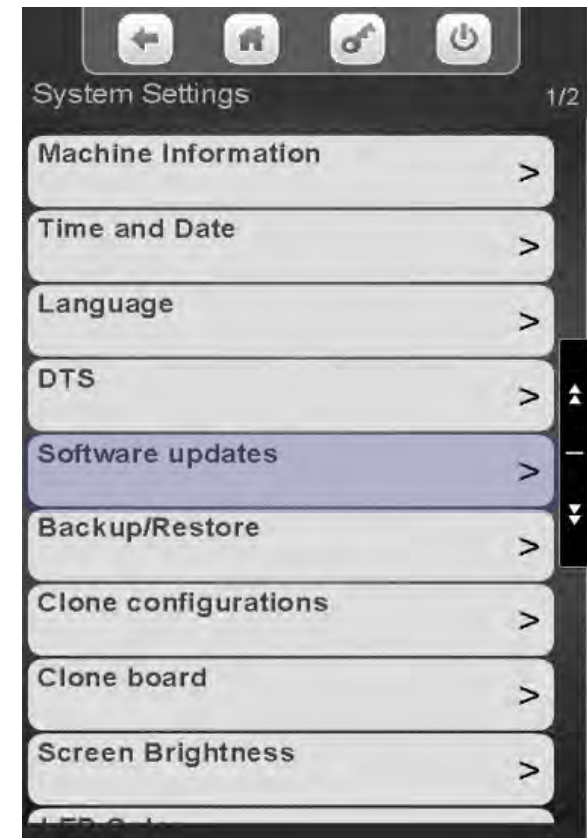 System Settings 1/2
Machine Information >
Time and Date >
Language >
DTS >
Software updates >
Backup/Restore >
Clone configurations >
Clone board >
Screen Brightness >